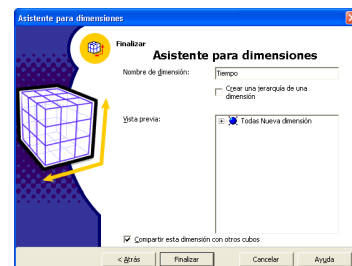 Asistente para dimensiones
Finalizar
Asistente para dimensiones
Nombre de dimensión:
Tiempo
Crear una jerarquía de una
dimensión
Vista previa:
Todas Nueva dimensión
Compartir esta dimensión con otros cubos
< Atrás
Finalizar
Cancelar
Ayuda